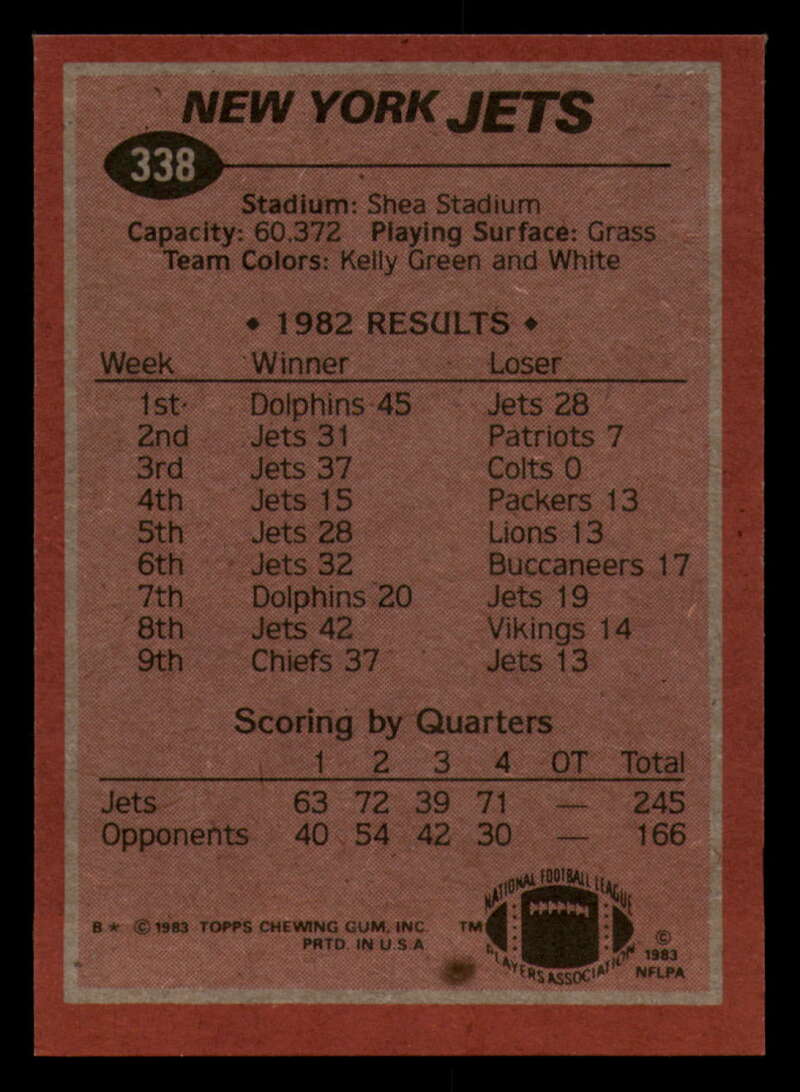 NEW YORK JETS
338
Stadium: Shea Stadium
Capacity: 60.372 Playing Surface: Grass
Team Colors: Kelly Green and White
◆ 1982 RESULTS ◆
Week Winner Loser
1st Dolphins 45 Jets 28
2nd Jets 31 Patriots 7
3rd Jets 37 Colts 0
4th Jets 15 Packers 13
5th Jets 28 Lions 13
6th Jets 32 Buccaneers 17
7th Dolphins 20 Jets 19
8th Jets 42 Vikings 14
9th Chiefs 37 Jets 13
Scoring by Quarters
1 2 3 4 OT Total
Jets 63 72 39 71 — 245
Opponents 40 54 42 30 — 166
B * © 1983 TOPPS CHEWING GUM, INC.
PRTD. IN U.S.A.
TM
NATIONAL FOOTBALL LEAGUE
PLAYERS ASSOCIATION
©
1983
NFLPA